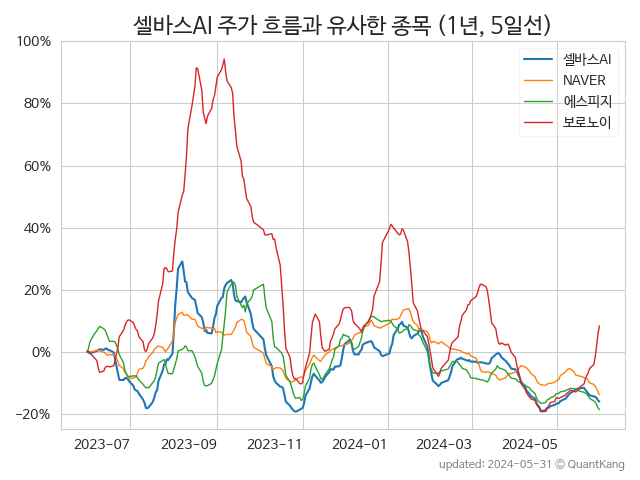 셀바스AI 주가 흐름과 유사한 종목 (1년, 5일선)
100%
80%
60%
40%
20%
0%
−20%
셀바스AI
NAVER
에스피지
보로노이
2023-07
2023-09
2023-11
2024-01
2024-03
2024-05
updated: 2024-05-31 © QuantKang